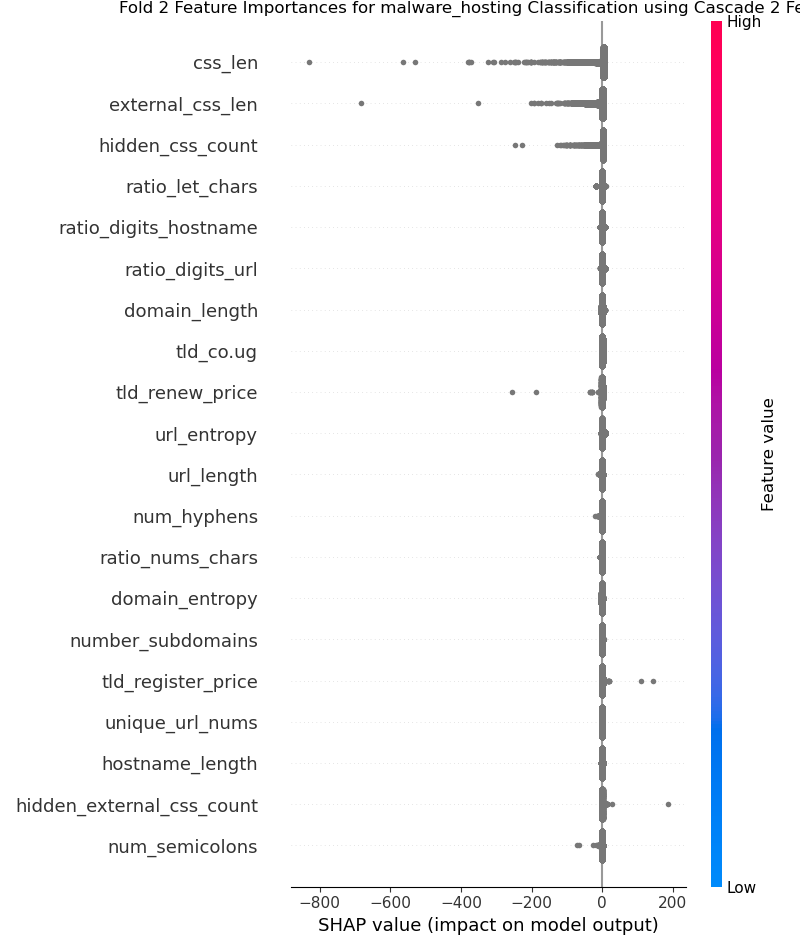 Fold 2 Feature Importances for malware_hosting Classification using Cascade 2 Fe
High
css_len
external_css_len
hidden_css_count
ratio_let_chars
ratio_digits_hostname
ratio_digits_url
domain_length
tld_co.ug
tld_renew_price
url_entropy
url_length
num_hyphens
ratio_nums_chars
domain_entropy
number_subdomains
tld_register_price
unique_url_nums
hostname_length
hidden_external_css_count
num_semicolons
Feature value
Low
−800 −600 −400 −200 0 200
SHAP value (impact on model output)